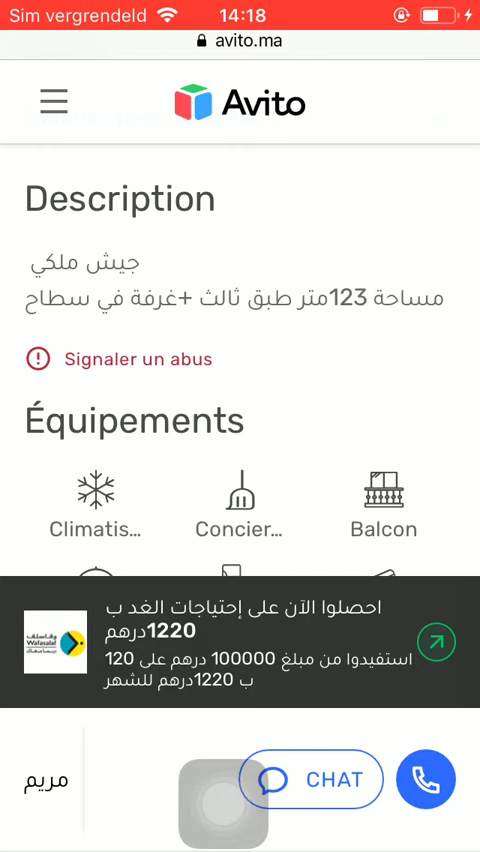 Sim vergrendeld 14:18
avito.ma
Avito
Description
جيش ملكي
مساحة 123متر طبق ثالث +غرفة في سطاح
Signaler un abus
Équipements
Climatis... Concier... Balcon
احصلوا الآن على إحتياجات الغد ب
1220درهم
استفيدوا من مبلغ 100000 درهم على 120
ب 1220درهم للشهر
وفاسلف
Wafasalaf
مريم
CHAT